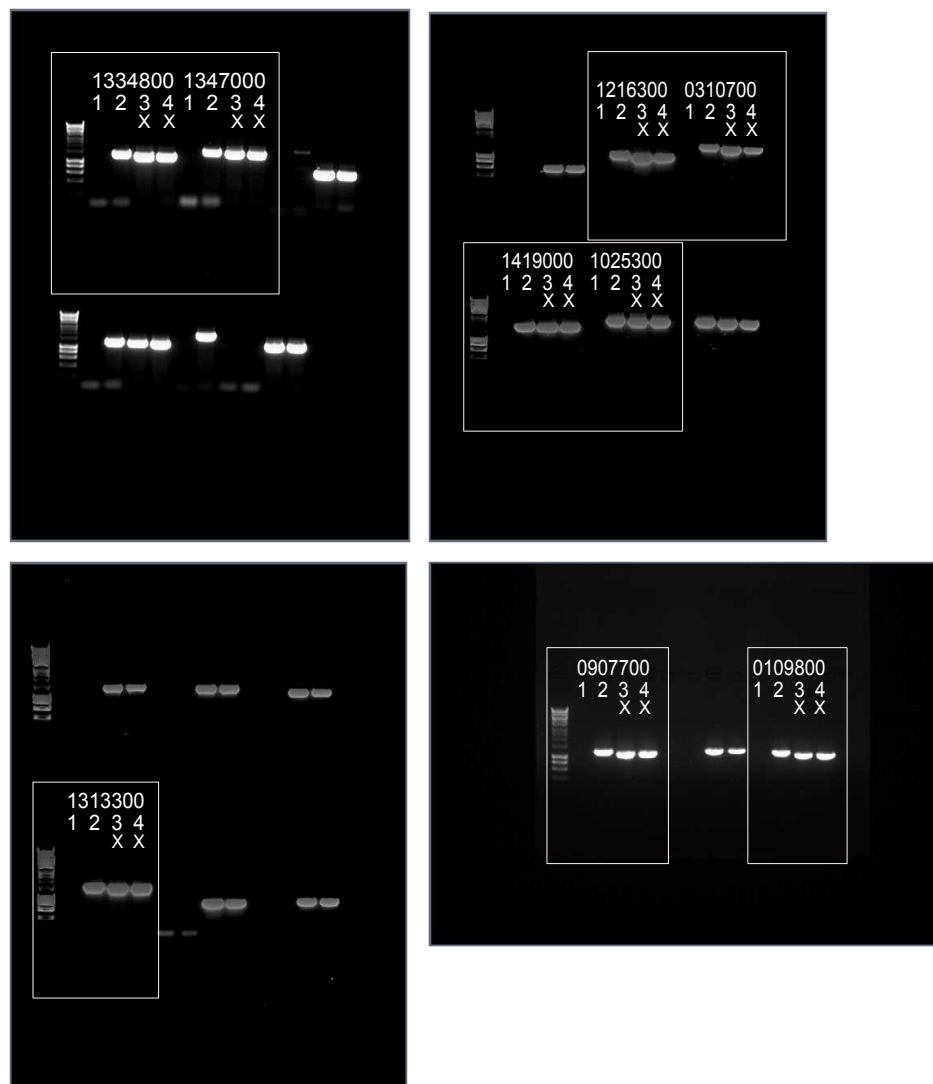 1334800 1347000
1 2 3 4 1 2 3 4
X X X X
1216300 0310700
1 2 3 4 1 2 3 4
X X X X
1419000 1025300
1 2 3 4 1 2 3 4
X X X X
1313300
1 2 3 4
X X
0907700
1 2 3 4
X X
0109800
1 2 3 4
X X